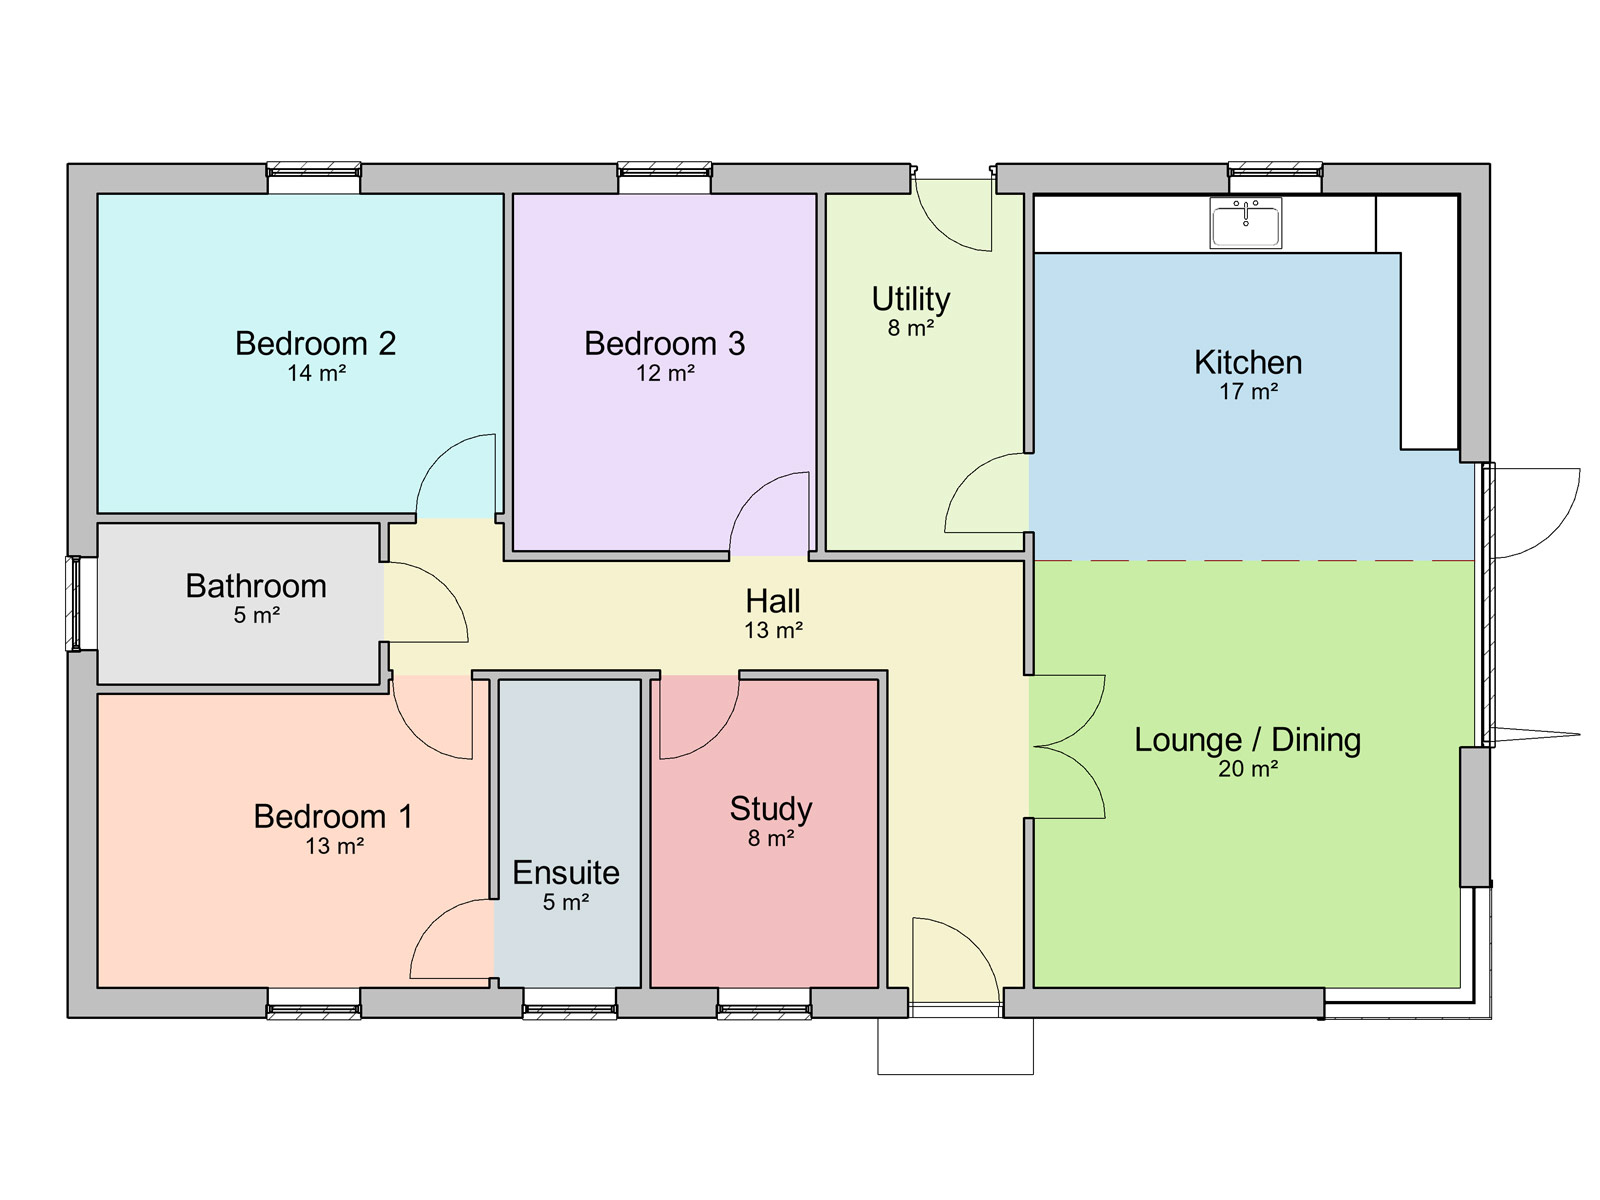 Bedroom 2
14 m²
Bedroom 3
12 m²
Utility
8 m²
Kitchen
17 m²
Bathroom
5 m²
Hall
13 m²
Lounge / Dining
20 m²
Bedroom 1
13 m²
Ensuite
5 m²
Study
8 m²